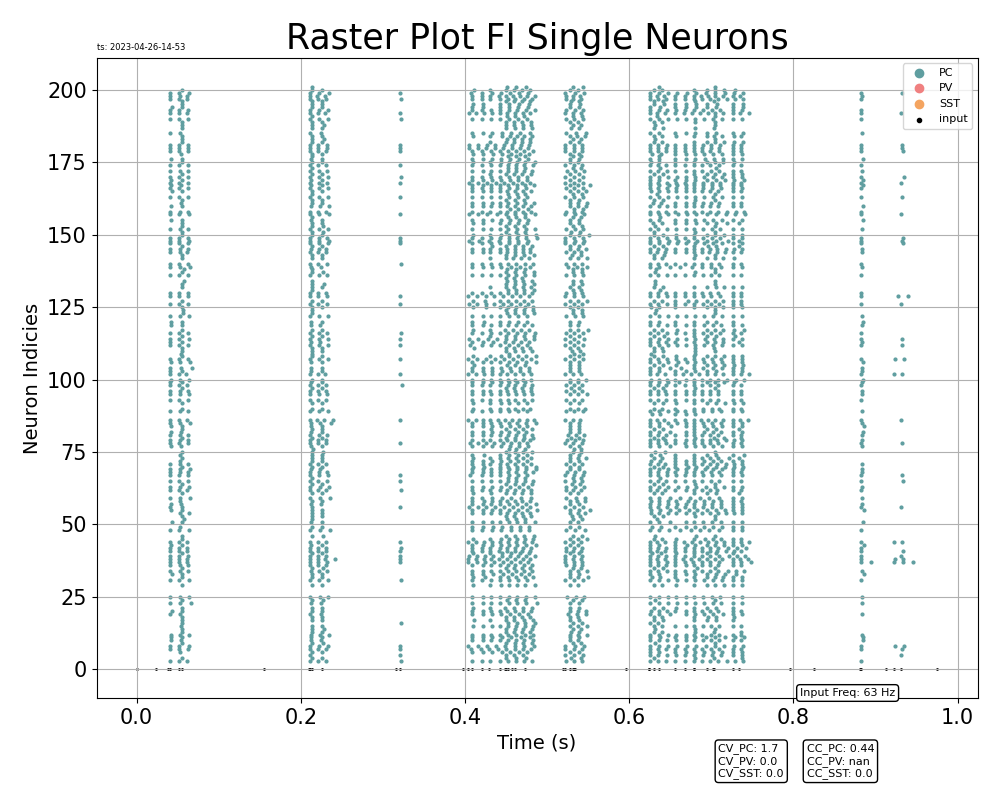 Raster Plot FI Single Neurons
ts: 2023-04-26-14-53
PC
PV
SST
input
200
175
150
125
100
75
50
25
0
Neuron Indicies
0.0 0.2 0.4 0.6 0.8 1.0
Time (s)
Input Freq: 63 Hz
CV_PC: 1.7
CV_PV: 0.0
CV_SST: 0.0
CC_PC: 0.44
CC_PV: nan
CC_SST: 0.0